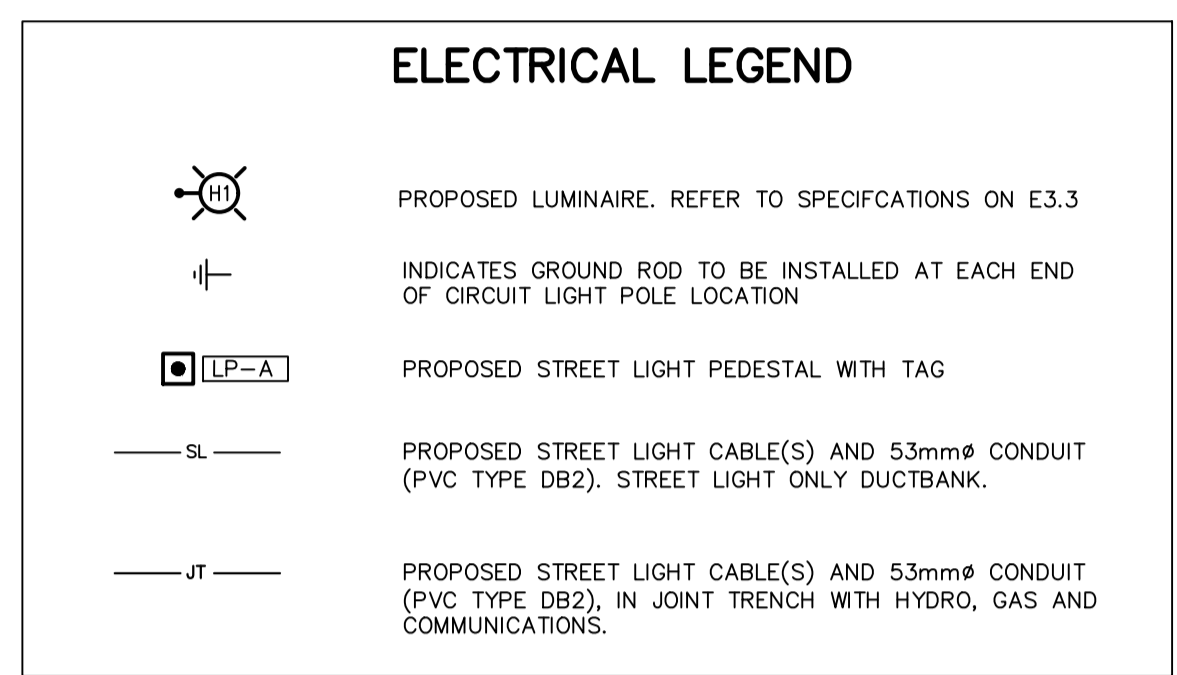 ELECTRICAL LEGEND
H1
PROPOSED LUMINAIRE. REFER TO SPECIFCATIONS ON E3.3
INDICATES GROUND ROD TO BE INSTALLED AT EACH END
OF CIRCUIT LIGHT POLE LOCATION
LP-A
PROPOSED STREET LIGHT PEDESTAL WITH TAG
SL
PROPOSED STREET LIGHT CABLE(S) AND 53mmø CONDUIT
(PVC TYPE DB2). STREET LIGHT ONLY DUCTBANK.
JT
PROPOSED STREET LIGHT CABLE(S) AND 53mmø CONDUIT
(PVC TYPE DB2), IN JOINT TRENCH WITH HYDRO, GAS AND
COMMUNICATIONS.